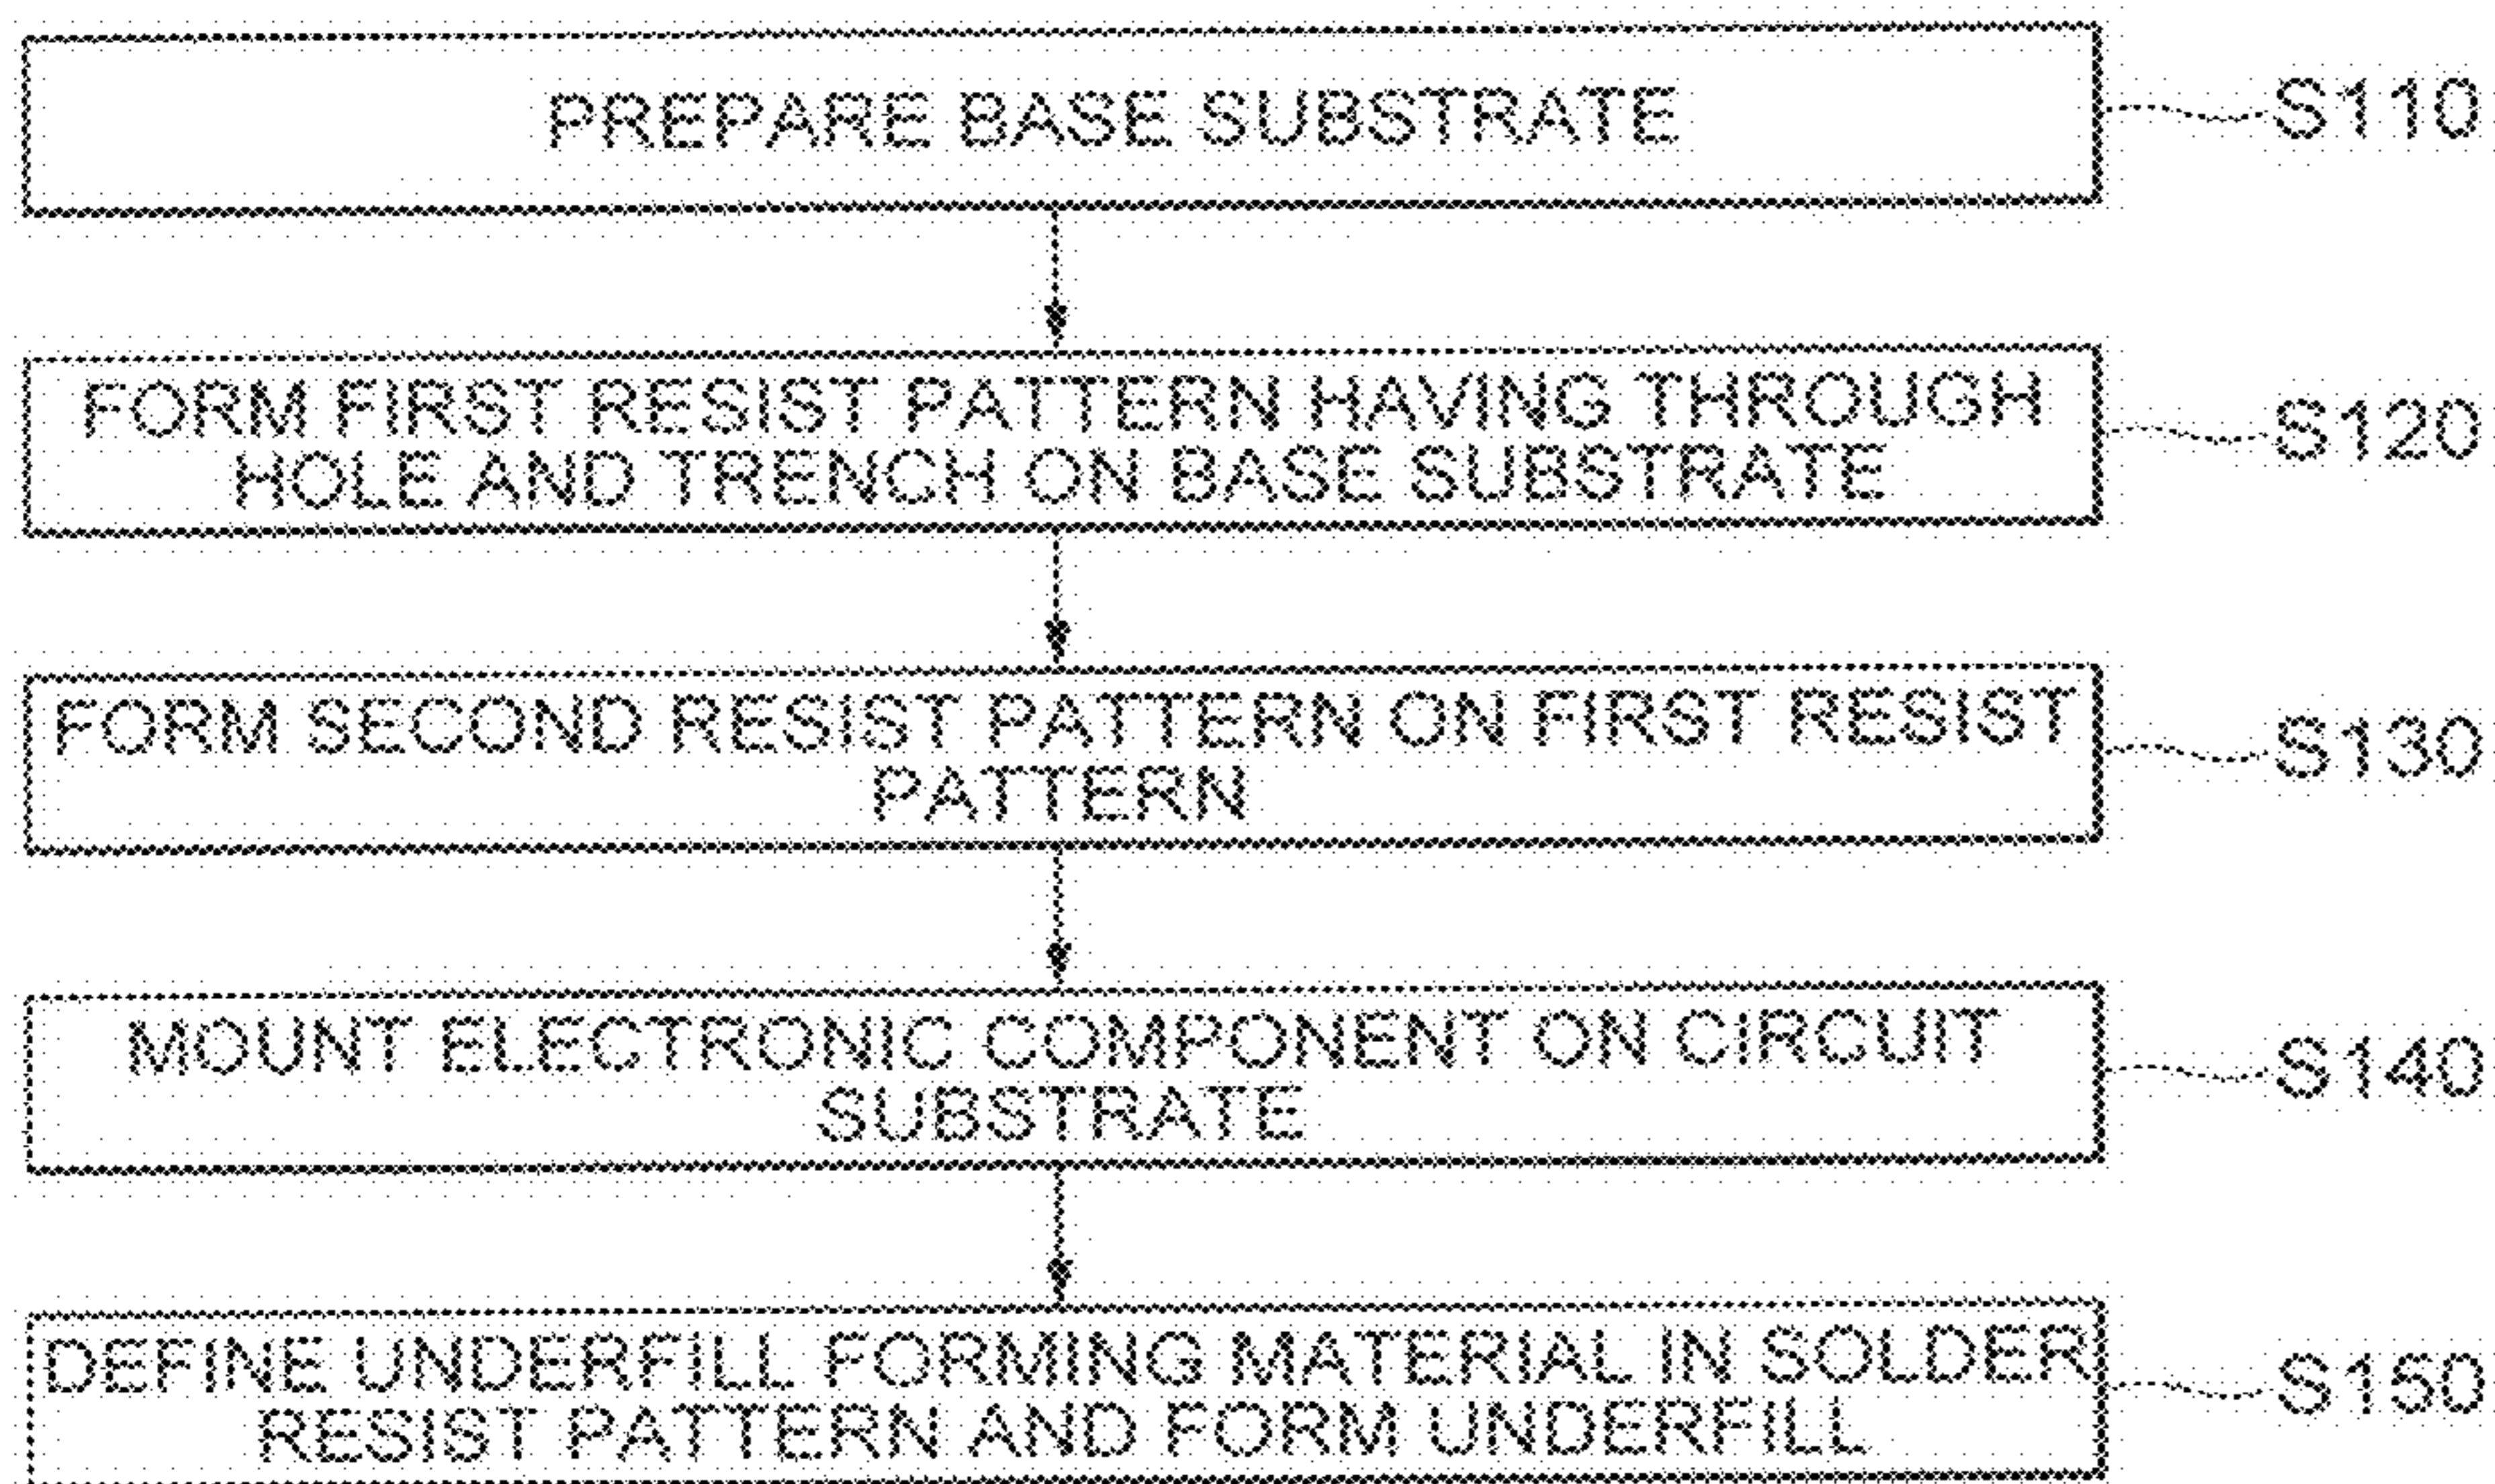 PREPARE BASE SUBSTRATE
S110
FORM FIRST RESIST PATTERN HAVING THROUGH
HOLE AND TRENCH ON BASE SUBSTRATE
S120
FORM SECOND RESIST PATTERN ON FIRST RESIST
PATTERN
S130
MOUNT ELECTRONIC COMPONENT ON CIRCUIT
SUBSTRATE
S140
DEFINE UNDERFILL FORMING MATERIAL IN SOLDER
RESIST PATTERN AND FORM UNDERFILL
S150